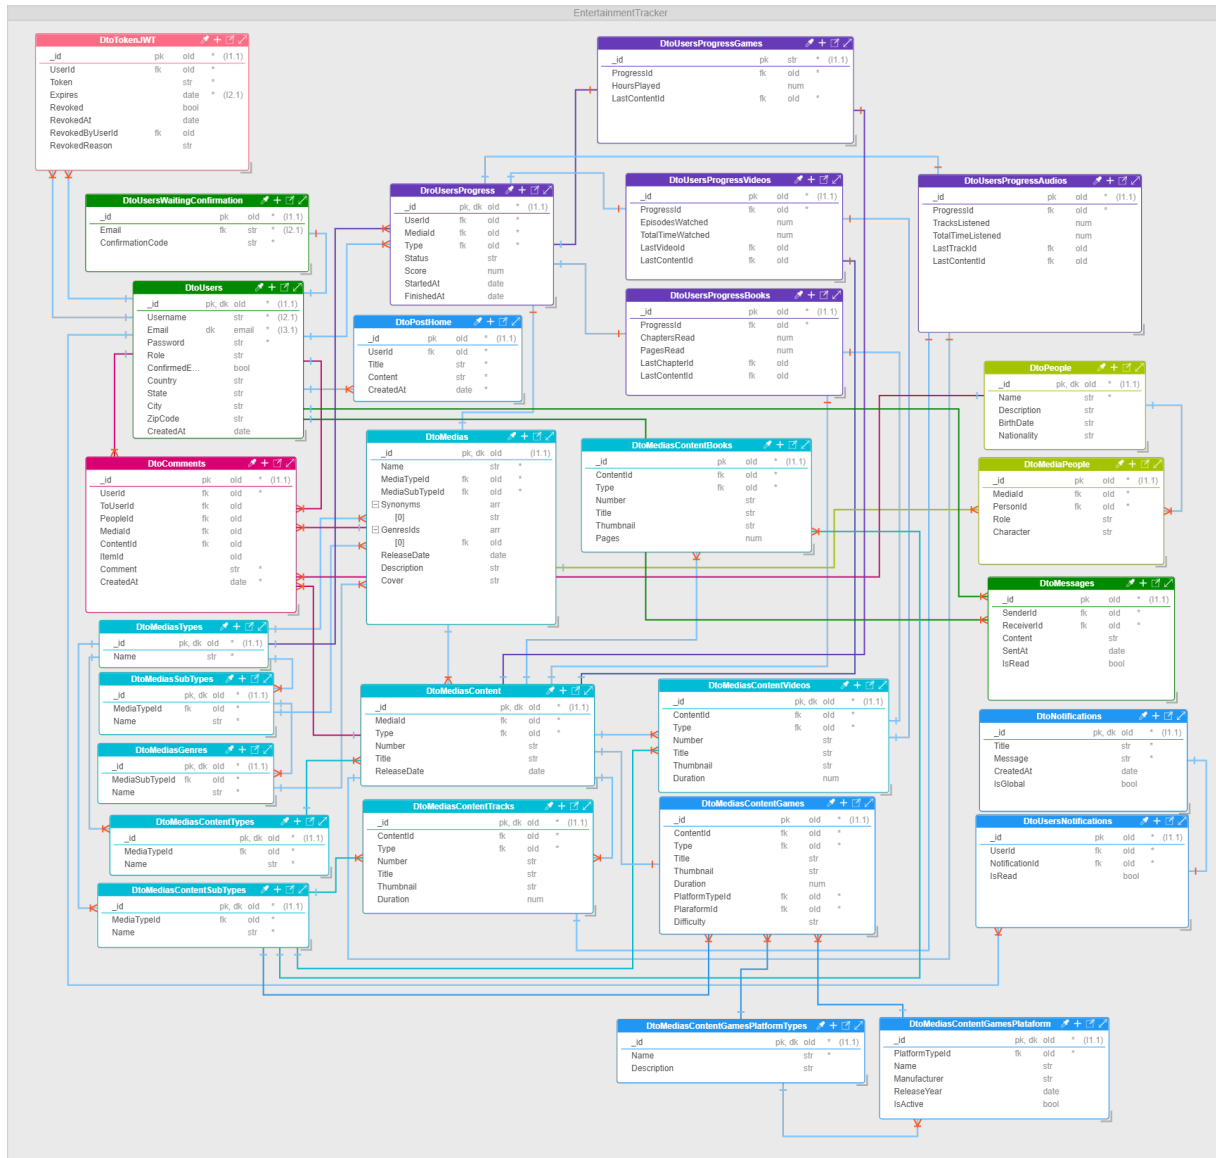 EntertainmentTracker
DtoTokenJWT
_id pk oId * (I1.1)
UserId fk oId *
Token str *
Expires date * (I2.1)
Revoked bool
RevokedAt date
RevokedByUserId fk oId
RevokedReason str
DtoUsersProgressGames
_id pk str * (I1.1)
ProgressId fk oId *
HoursPlayed num
LastContentId fk oId *
DtoUsersWaitingConfirmation
_id pk oId * (I1.1)
Email fk str * (I2.1)
ConfirmationCode str *
DroUsersProgress
_id pk, dk oId * (I1.1)
UserId fk oId *
MediaId fk oId *
Type fk oId *
Status str
Score num
StartedAt date
FinishedAt date
DtoUsersProgressVideos
_id pk oId * (I1.1)
ProgressId fk oId *
EpisodesWatched num
TotalTimeWatched num
LastVideoId fk oId
LastContentId fk oId
DtoUsersProgressAudios
_id pk oId * (I1.1)
ProgressId fk oId *
TracksListened num
TotalTimeListened num
LastTrackId fk oId
LastContentId fk oId
DtoUsers
_id pk, dk oId * (I1.1)
Username str * (I2.1)
Email dk email * (I3.1)
Password str *
Role str
ConfirmedE... bool
Country str
State str
City str
ZipCode str
CreatedAt date
DtoPostHome
_id pk oId * (I1.1)
UserId fk oId *
Title str *
Content str *
CreatedAt date *
DtoUsersProgressBooks
_id pk oId * (I1.1)
ProgressId fk oId *
ChaptersRead num
PagesRead num
LastChapterId fk oId
LastContentId fk oId
DtoPeople
_id pk, dk oId * (I1.1)
Name str *
Description str
BirthDate str
Nationality str
DtoComments
_id pk oId * (I1.1)
UserId fk oId *
ToUserId fk oId
PeopleId fk oId
MediaId fk oId
ContentId fk oId
ItemId oId
Comment str *
CreatedAt date *
DtoMedias
_id pk, dk oId (I1.1)
Name str *
MediaTypeId fk oId *
MediaSubTypeId fk oId *
Synonyms arr
[0] str
GenresIds arr
[0] fk oId
ReleaseDate date
Description str
Cover str
DtoMediasContentBooks
_id pk oId * (I1.1)
ContentId fk oId *
Type fk oId *
Number str
Title str
Thumbnail str
Pages num
DtoMediaPeople
_id pk oId * (I1.1)
MediaId fk oId *
PersonId fk oId *
Role str
Character str
DtoMessages
_id pk oId * (I1.1)
SenderId fk oId *
ReceiverId fk oId *
Content str
SentAt date
IsRead bool
DtoMediasTypes
_id pk, dk oId * (I1.1)
Name str *
DtoMediasSubTypes
_id pk, dk oId * (I1.1)
MediaTypeId fk oId *
Name str *
DtoMediasGenres
_id pk, dk oId * (I1.1)
MediaSubTypeId fk oId *
Name str *
DtoMediasContentTypes
_id pk, dk oId * (I1.1)
MediaTypeId fk oId *
Name str *
DtoMediasContentSubTypes
_id pk, dk oId * (I1.1)
MediaTypeId fk oId *
Name str *
DtoMediasContent
_id pk, dk oId * (I1.1)
MediaId fk oId *
Type fk oId *
Number str
Title str
ReleaseDate date
DtoMediasContentTracks
_id pk, dk oId * (I1.1)
ContentId fk oId *
Type fk oId *
Number str
Title str
Thumbnail str
Duration num
DtoMediasContentVideos
_id pk, dk oId * (I1.1)
ContentId fk oId *
Type fk oId *
Number str
Title str
Thumbnail str
Duration num
DtoMediasContentGames
_id pk oId * (I1.1)
ContentId fk oId *
Type fk oId *
Title str
Thumbnail str
Duration num
PlatformTypeId fk oId
PlaraformId fk oId *
Difficulty str
DtoNotifications
_id pk, dk oId * (I1.1)
Title str *
Message str *
CreatedAt date
IsGlobal bool
DtoUsersNotifications
_id pk oId * (I1.1)
UserId fk oId *
NotificationId fk oId *
IsRead bool
DtoMediasContentGamesPlatformTypes
_id pk, dk oId * (I1.1)
Name str *
Description str
DtoMediasContentGamesPlataform
_id pk, dk oId * (I1.1)
PlatformTypeId fk oId *
Name str
Manufacturer str
ReleaseYear date
IsActive bool